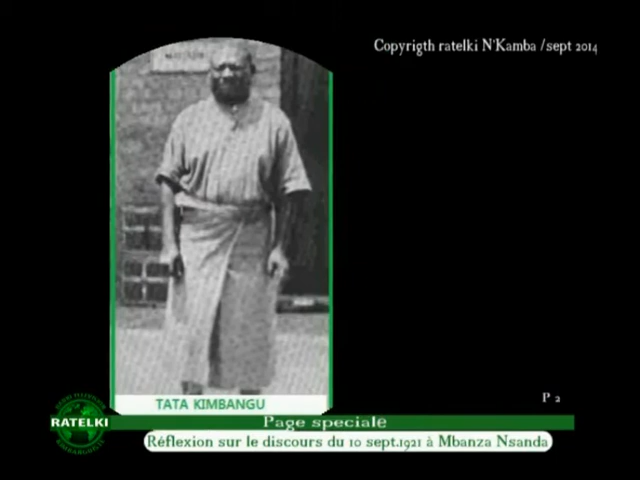 Copyrigth ratelki N'Kamba /sept 2014
TATA KIMBANGU
P 2
RATELKI
Page speciale
Réflexion sur le discours du 10 sept.1921 à Mbanza Nsanda